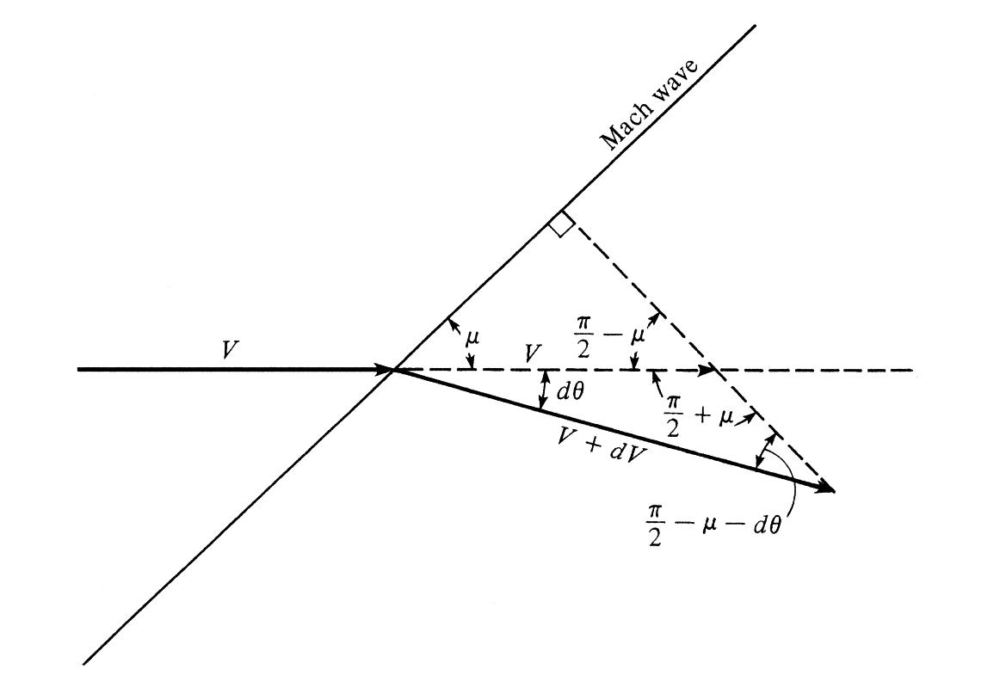 Mach wave
μ
π/2 − μ
V
V
dθ
π/2 + μ
V + dV
π/2 − μ − dθ